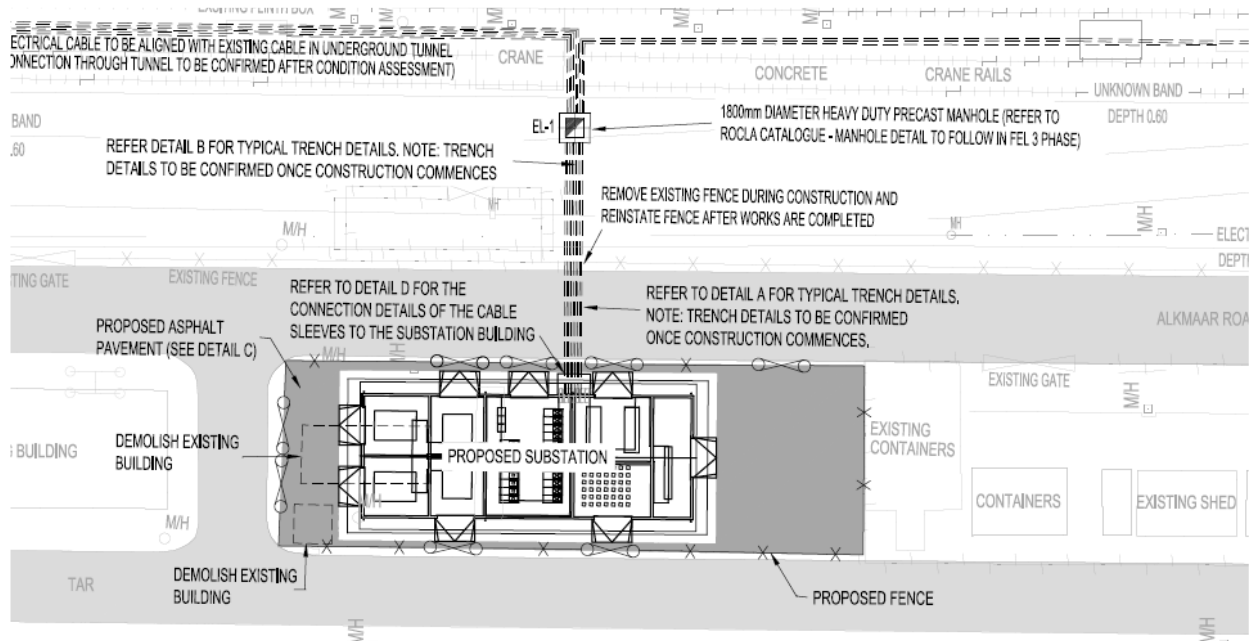 EXISTING PLINTH BOX
M/H
M/H
M/H
M/H
ECTRICAL CABLE TO BE ALIGNED WITH EXISTING CABLE IN UNDERGROUND TUNNEL
ONNECTION THROUGH TUNNEL TO BE CONFIRMED AFTER CONDITION ASSESSMENT)
CRANE
CONCRETE
CRANE RAILS
UNKNOWN BAND
DEPTH 0.60
BAND
.60
EL-1
1800mm DIAMETER HEAVY DUTY PRECAST MANHOLE (REFER TO
ROCLA CATALOGUE - MANHOLE DETAIL TO FOLLOW IN FEL 3 PHASE)
REFER DETAIL B FOR TYPICAL TRENCH DETAILS. NOTE: TRENCH
DETAILS TO BE CONFIRMED ONCE CONSTRUCTION COMMENCES
REMOVE EXISTING FENCE DURING CONSTRUCTION AND
REINSTATE FENCE AFTER WORKS ARE COMPLETED
MH
M/H
MH
M/H
ELECT
DEPT
TING GATE
EXISTING FENCE
REFER TO DETAIL D FOR THE
CONNECTION DETAILS OF THE CABLE
SLEEVES TO THE SUBSTATION BUILDING
REFER TO DETAIL A FOR TYPICAL TRENCH DETAILS.
NOTE: TRENCH DETAILS TO BE CONFIRMED
ONCE CONSTRUCTION COMMENCES.
ALKMAAR ROA
PROPOSED ASPHALT
PAVEMENT (SEE DETAIL C)
M/H
M/H
EXISTING GATE
M/H
DEMOLISH EXISTING
BUILDING
G BUILDING
PROPOSED SUBSTATION
EXISTING
CONTAINERS
CONTAINERS
EXISTING SHED
M/H
M/H
TAR
DEMOLISH EXISTING
BUILDING
PROPOSED FENCE
M/H
M/H